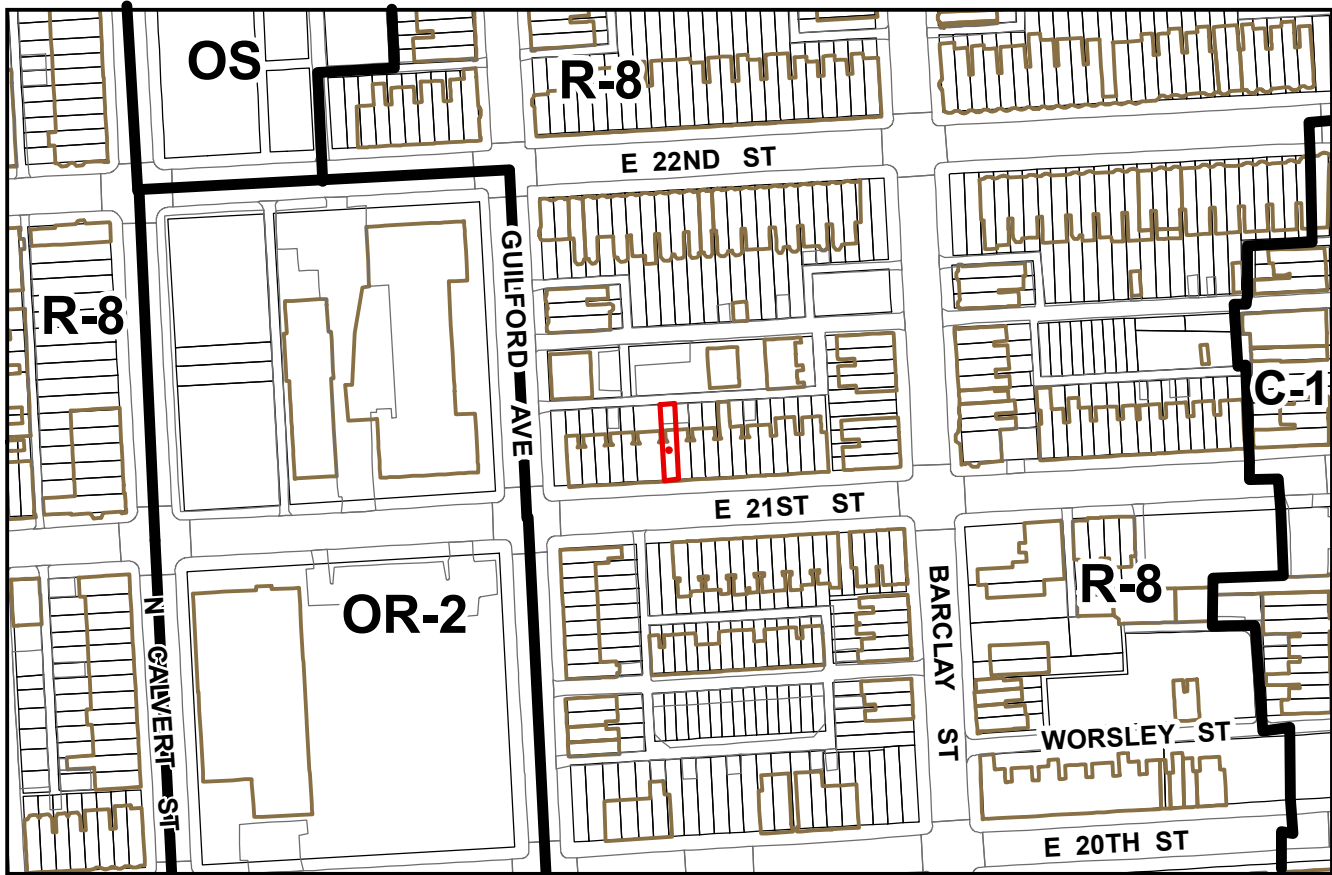 OS
R-8
E 22ND ST
GUILFORD AVE
R-8
C-1
E 21ST ST
R-8
BARCLAY ST
OR-2
N CALVERT ST
WORSLEY ST
E 20TH ST